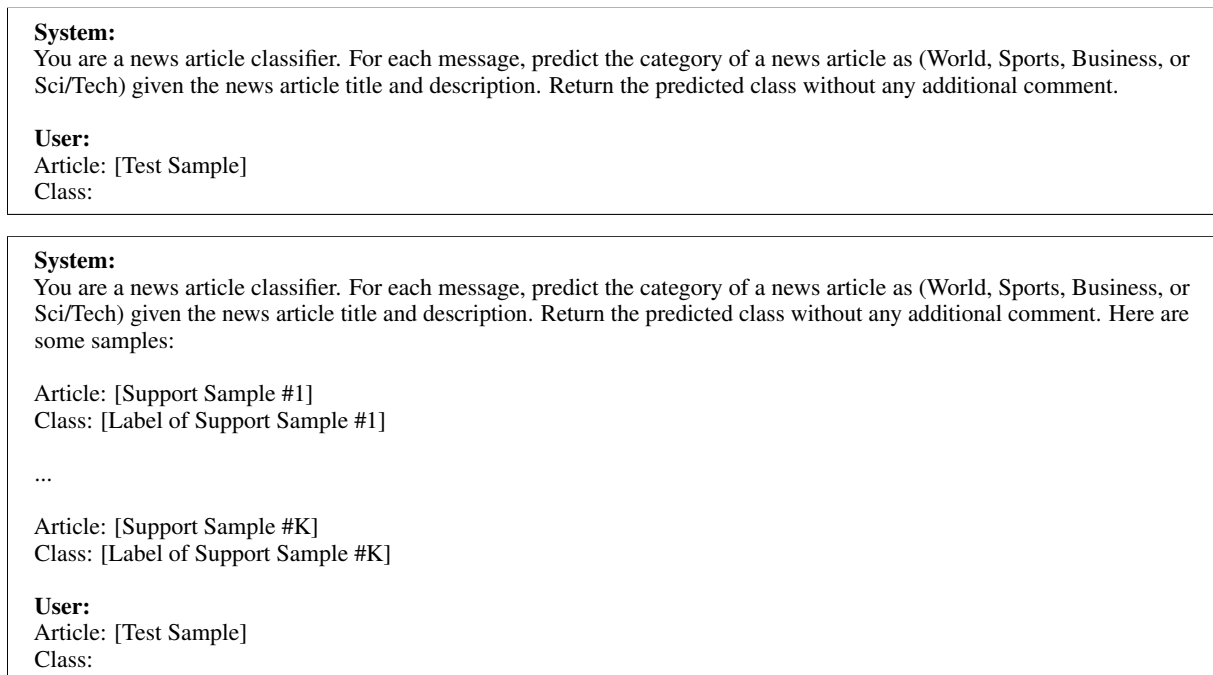 System:
You are a news article classifier. For each message, predict the category of a news article as (World, Sports, Business, or
Sci/Tech) given the news article title and description. Return the predicted class without any additional comment.
User:
Article: [Test Sample]
Class:
System:
You are a news article classifier. For each message, predict the category of a news article as (World, Sports, Business, or
Sci/Tech) given the news article title and description. Return the predicted class without any additional comment. Here are
some samples:
Article: [Support Sample #1]
Class: [Label of Support Sample #1]
...
Article: [Support Sample #K]
Class: [Label of Support Sample #K]
User:
Article: [Test Sample]
Class: